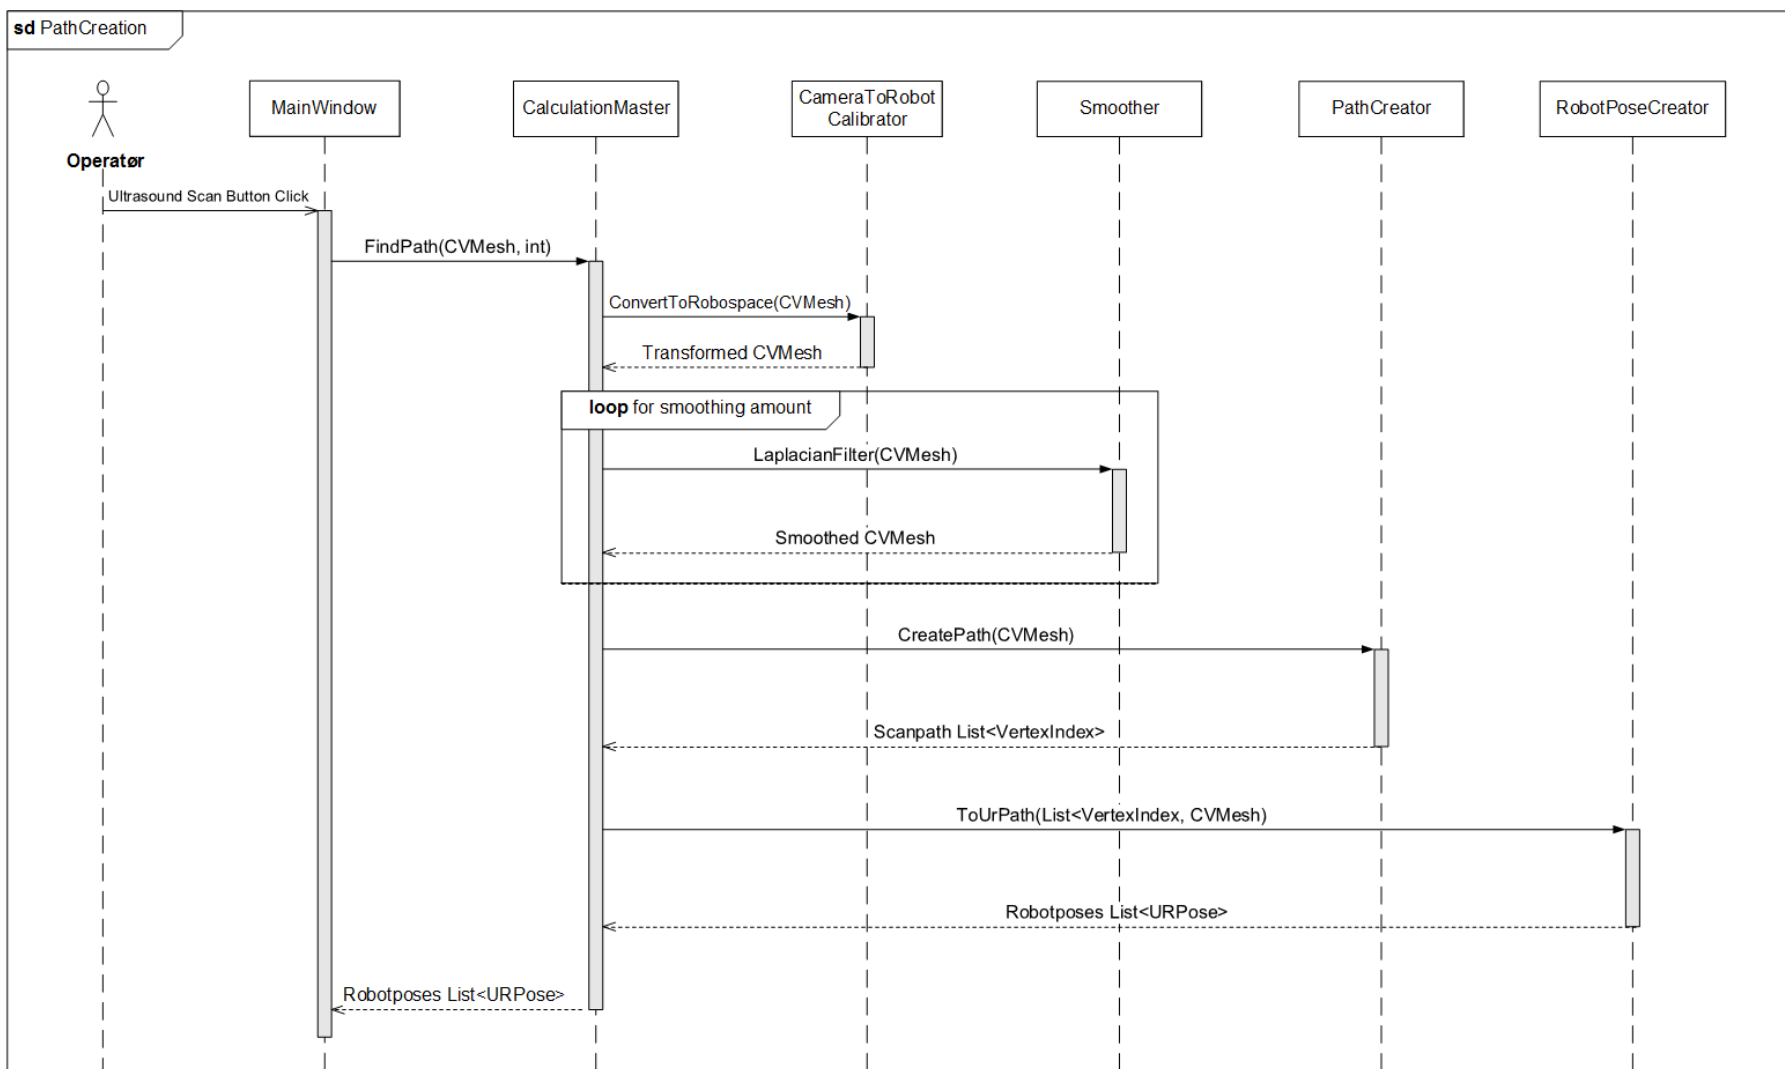 sd PathCreation
Operatør
MainWindow
CalculationMaster
CameraToRobot
Calibrator
Smoother
PathCreator
RobotPoseCreator
Ultrasound Scan Button Click
FindPath(CVMesh, int)
ConvertToRobospace(CVMesh)
Transformed CVMesh
loop for smoothing amount
LaplacianFilter(CVMesh)
Smoothed CVMesh
CreatePath(CVMesh)
Scanpath List<VertexIndex>
ToUrPath(List<VertexIndex, CVMesh)
Robotposes List<URPose>
Robotposes List<URPose>